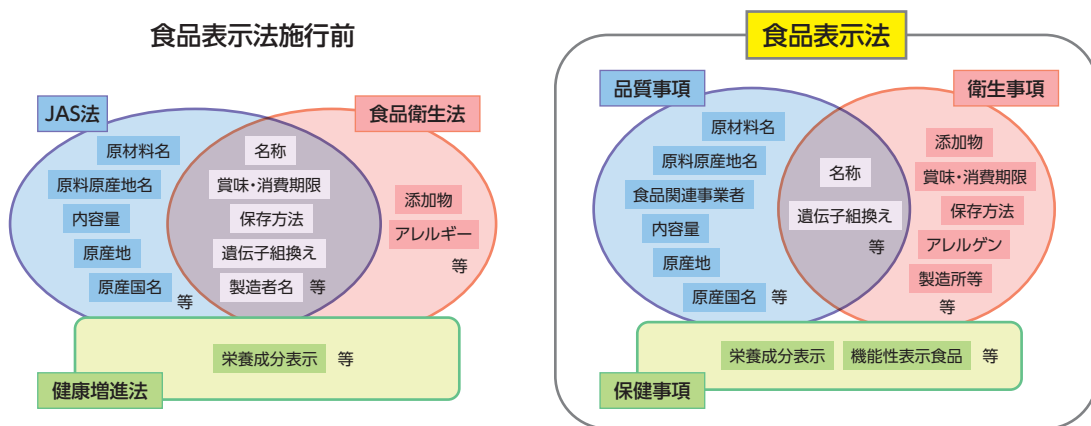 食品表示法施行前
JAS法
食品衛生法
原材料名
原料原産地名
内容量
原産地
原産国名 等
名称
賞味・消費期限
保存方法
遺伝子組換え
製造者名 等
添加物
アレルギー
等
栄養成分表示 等
健康増進法
食品表示法
品質事項
衛生事項
原材料名
原料原産地名
食品関連事業者
内容量
原産地
原産国名 等
名称
遺伝子組換え
等
添加物
賞味・消費期限
保存方法
アレルゲン
製造所等
等
栄養成分表示 機能性表示食品 等
保健事項